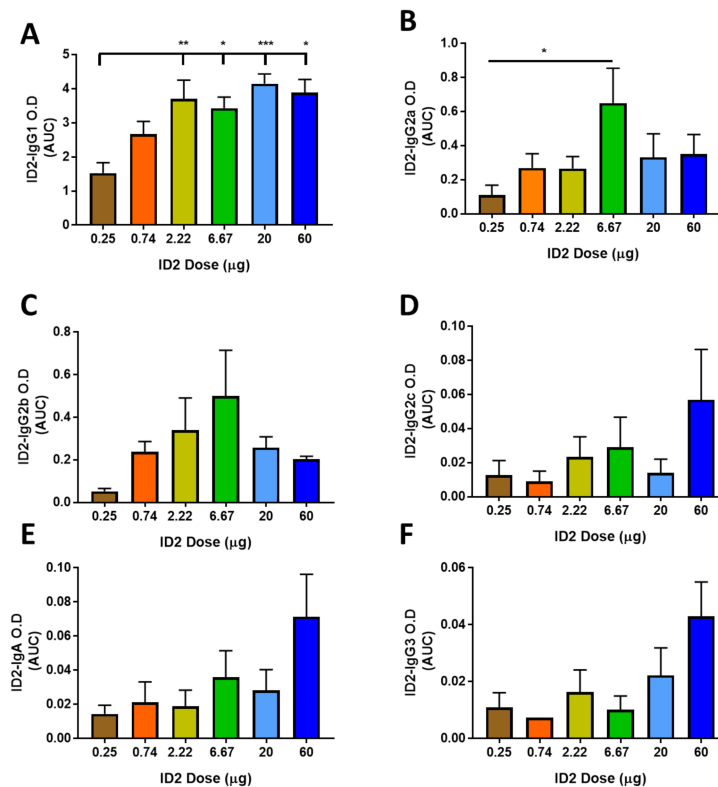 A
** * *** *
ID2-IgG1 O.D
(AUC)
5
4
3
2
1
0
0.25 0.74 2.22 6.67 20 60
ID2 Dose (μg)
B
*
ID2-IgG2a O.D
(AUC)
1.0
0.8
0.6
0.4
0.2
0.0
0.25 0.74 2.22 6.67 20 60
ID2 Dose (μg)
C
ID2-IgG2b O.D
(AUC)
0.8
0.6
0.4
0.2
0.0
0.25 0.74 2.22 6.67 20 60
ID2 Dose (μg)
D
ID2-IgG2c O.D
(AUC)
0.10
0.08
0.06
0.04
0.02
0.00
0.25 0.74 2.22 6.67 20 60
ID2 Dose (μg)
E
ID2-IgA O.D
(AUC)
0.10
0.08
0.06
0.04
0.02
0.00
0.25 0.74 2.22 6.67 20 60
ID2 Dose (μg)
F
ID2-IgG3 O.D
(AUC)
0.06
0.04
0.02
0.00
0.25 0.74 2.22 6.67 20 60
ID2 Dose (μg)